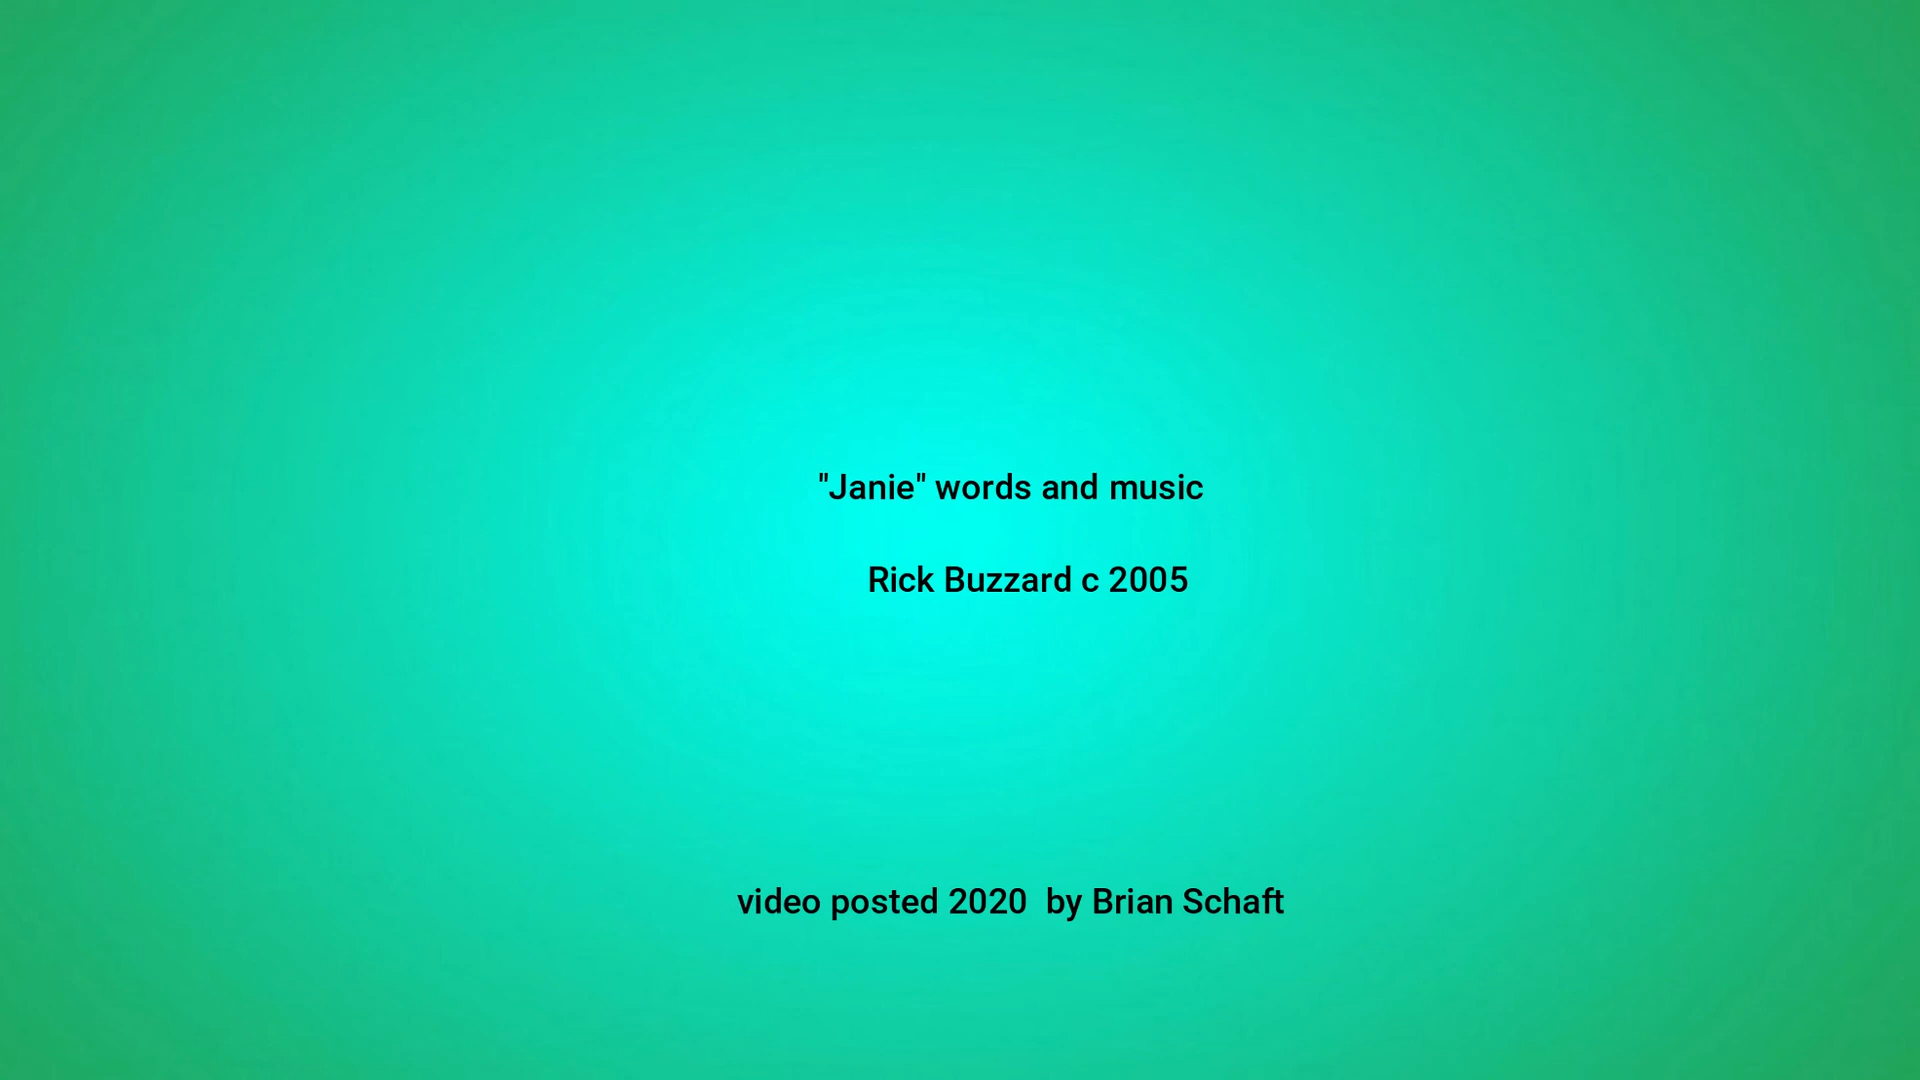 "Janie" words and music
Rick Buzzard c 2005
video posted 2020  by Brian Schaft